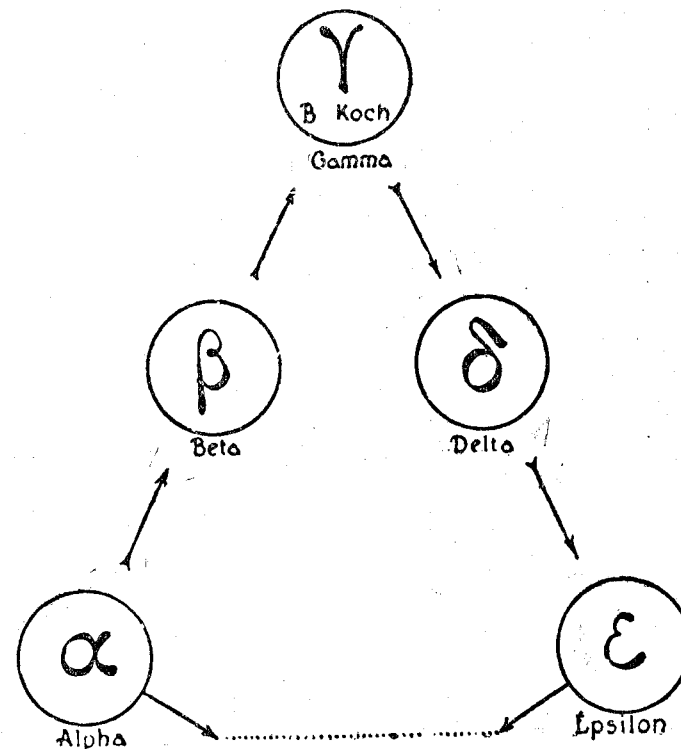 γ
B Koch
Gamma
β
δ
Beta
Delta
α
ε
Alpha
Epsilon